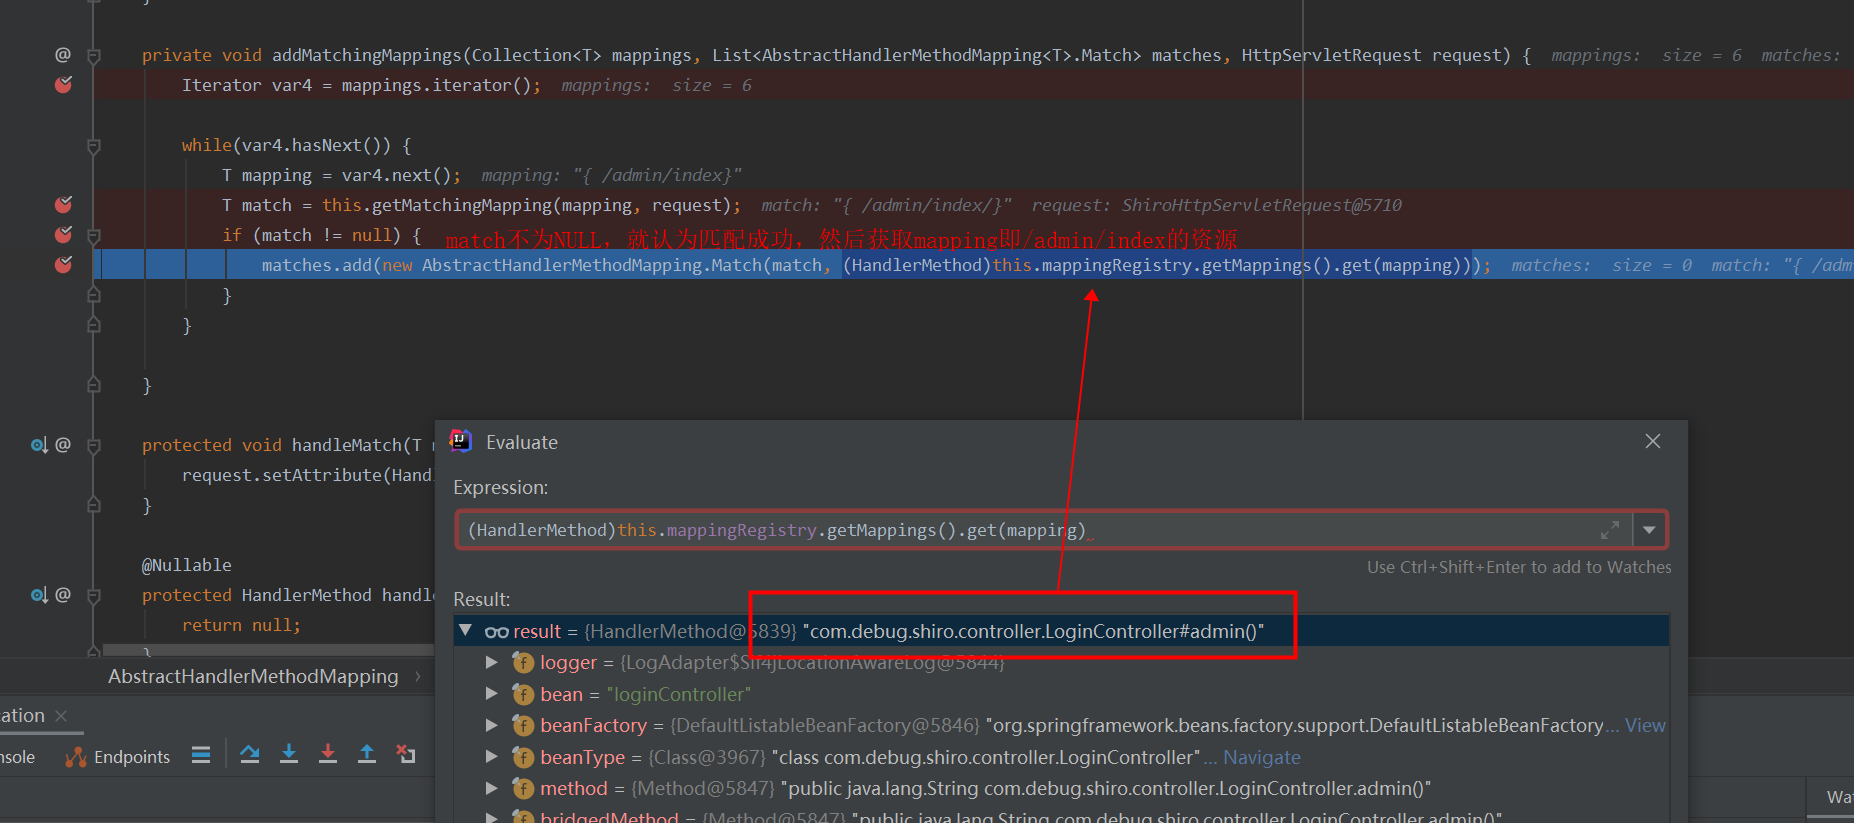 }
@ private void addMatchingMappings(Collection<T> mappings, List<AbstractHandlerMethodMapping<T>.Match> matches, HttpServletRequest request) { mappings: size = 6 matches:
Iterator var4 = mappings.iterator(); mappings: size = 6
while(var4.hasNext()) {
T mapping = var4.next(); mapping: "{ /admin/index}"
T match = this.getMatchingMapping(mapping, request); match: "{ /admin/index/}" request: ShiroHttpServletRequest@5710
if (match != null) { match不为NULL，就认为匹配成功，然后获取mapping即/admin/index的资源
matches.add(new AbstractHandlerMethodMapping.Match(match, (HandlerMethod)this.mappingRegistry.getMappings().get(mapping))); matches: size = 0 match: "{ /adm
}
}
}
@ protected void handleMatch(T
request.setAttribute(Handl
}
@Nullable
@ protected HandlerMethod handle
return null;
}
AbstractHandlerMethodMapping
cation
nsole Endpoints
Evaluate
Expression:
(HandlerMethod)this.mappingRegistry.getMappings().get(mapping)
Use Ctrl+Shift+Enter to add to Watches
Result:
result = {HandlerMethod@5839} "com.debug.shiro.controller.LoginController#admin()"
f logger = {LogAdapter$Slf4jLocationAwareLog@5844}
f bean = "loginController"
f beanFactory = {DefaultListableBeanFactory@5846} "org.springframework.beans.factory.support.DefaultListableBeanFactory... View
f beanType = {Class@3967} "class com.debug.shiro.controller.LoginController" ... Navigate
f method = {Method@5847} "public java.lang.String com.debug.shiro.controller.LoginController.admin()"
f bridgedMethod = {Method@5847} "public java.lang.String com.debug.shiro.controller.LoginController.admin()"
Wat